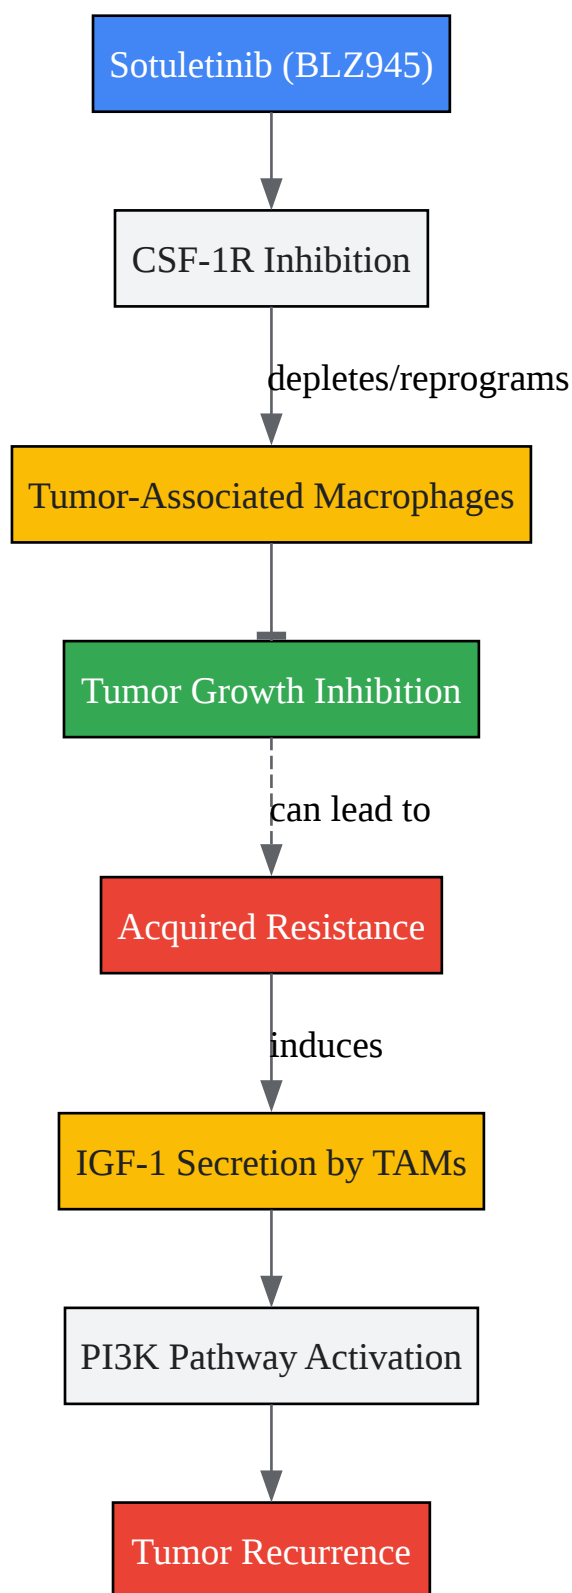 Sotuletinib (BLZ945)
CSF-1R Inhibition
depletes/reprograms
Tumor-Associated Macrophages
Tumor Growth Inhibition
can lead to
Acquired Resistance
induces
IGF-1 Secretion by TAMs
PI3K Pathway Activation
Tumor Recurrence